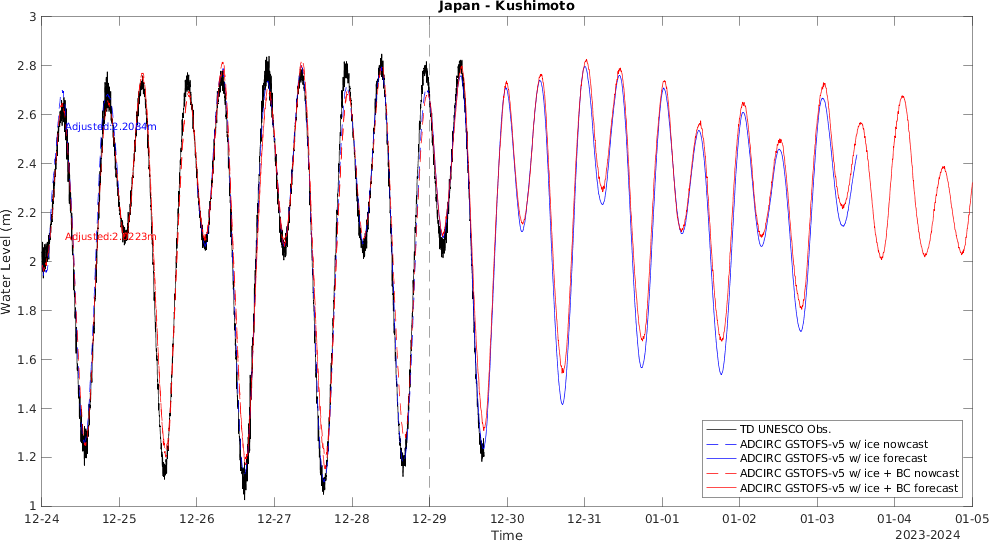 Japan - Kushimoto
3
2.8
2.6
2.4
2.2
2
1.8
1.6
1.4
1.2
1
Water Level (m)
Adjusted:2.2034m
TD UNESCO Obs.
ADCIRC GSTOFS-v5 w/ ice nowcast
ADCIRC GSTOFS-v5 w/ ice forecast
ADCIRC GSTOFS-v5 w/ ice + BC nowcast
ADCIRC GSTOFS-v5 w/ ice + BC forecast
12-24 12-25 12-26 12-27 12-28 12-29 12-30 12-31 01-01 01-02 01-03 01-04 01-05
Time
2023-2024